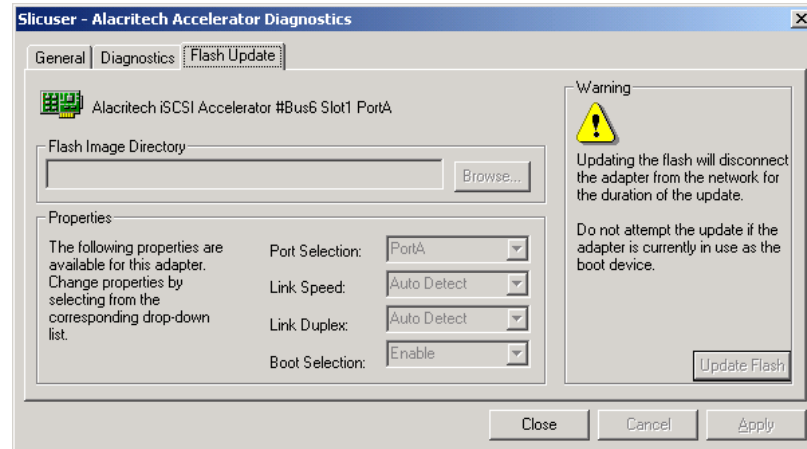 Slicuser - Alacritech Accelerator Diagnostics
General
Diagnostics
Flash Update
Alacritech iSCSI Accelerator #Bus6 Slot1 PortA
Flash Image Directory
Browse...
Properties
The following properties are
available for this adapter.
Change properties by
selecting from the
corresponding drop-down
list.
Port Selection:
PortA
Link Speed:
Auto Detect
Link Duplex:
Auto Detect
Boot Selection:
Enable
Warning
Updating the flash will disconnect
the adapter from the network for
the duration of the update.
Do not attempt the update if the
adapter is currently in use as the
boot device.
Update Flash
Close
Cancel
Apply